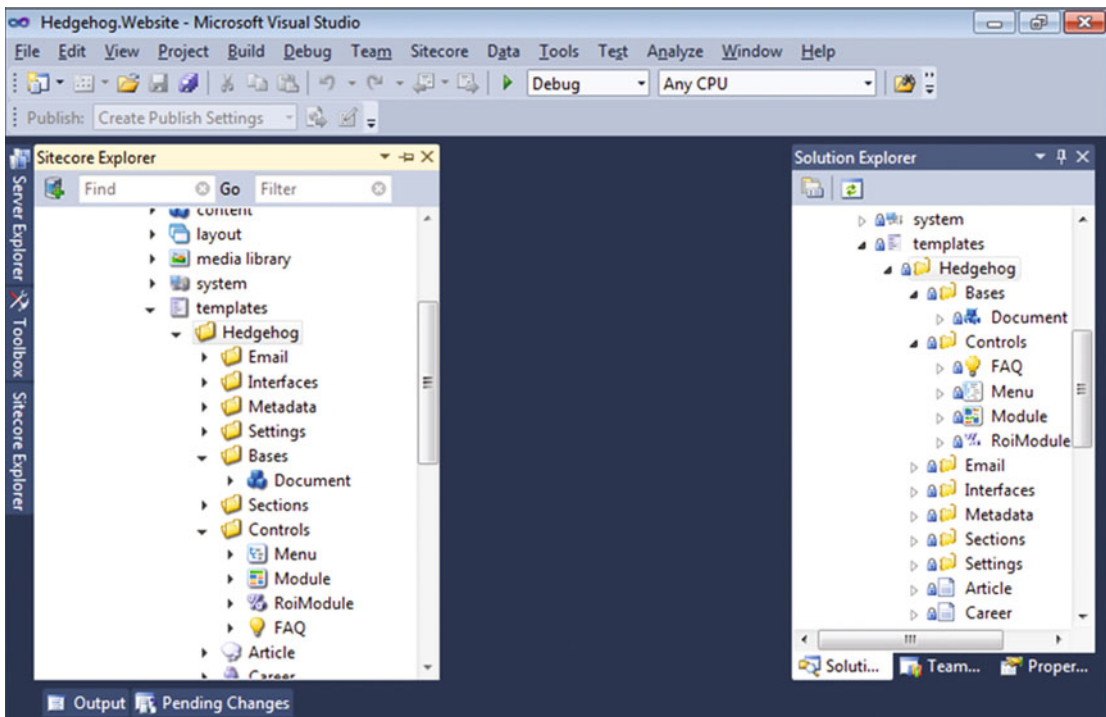 Hedgehog.Website - Microsoft Visual Studio
File Edit View Project Build Debug Team Sitecore Data Tools Test Analyze Window Help
Debug Any CPU
Publish: Create Publish Settings
Server Explorer
Toolbox
Sitecore Explorer
Sitecore Explorer
Find Go Filter
content
layout
media library
system
templates
Hedgehog
Email
Interfaces
Metadata
Settings
Bases
Document
Sections
Controls
Menu
Module
RoiModule
FAQ
Article
Career
Solution Explorer
system
templates
Hedgehog
Bases
Document
Controls
FAQ
Menu
Module
RoiModule
Email
Interfaces
Metadata
Sections
Settings
Article
Career
Soluti... Team... Proper...
Output Pending Changes